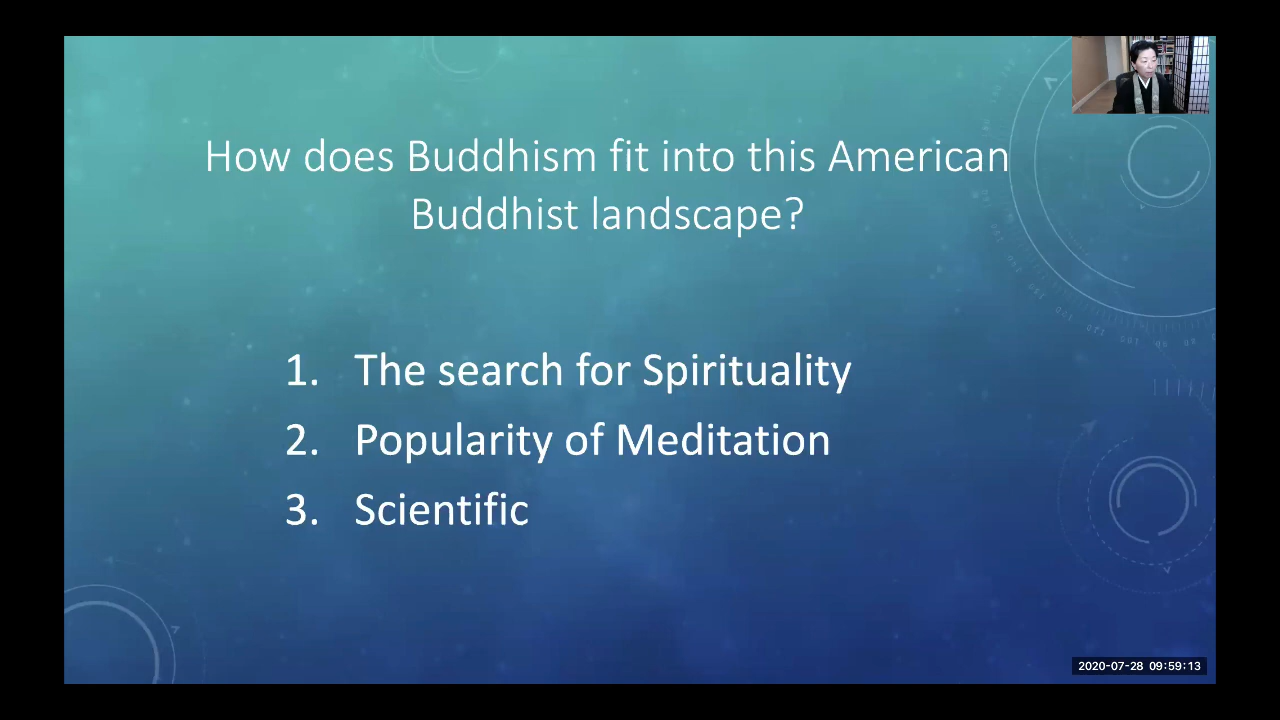 How does Buddhism fit into this American
Buddhist landscape?
1. The search for Spirituality
2. Popularity of Meditation
3. Scientific
2020-07-28 09:59:13